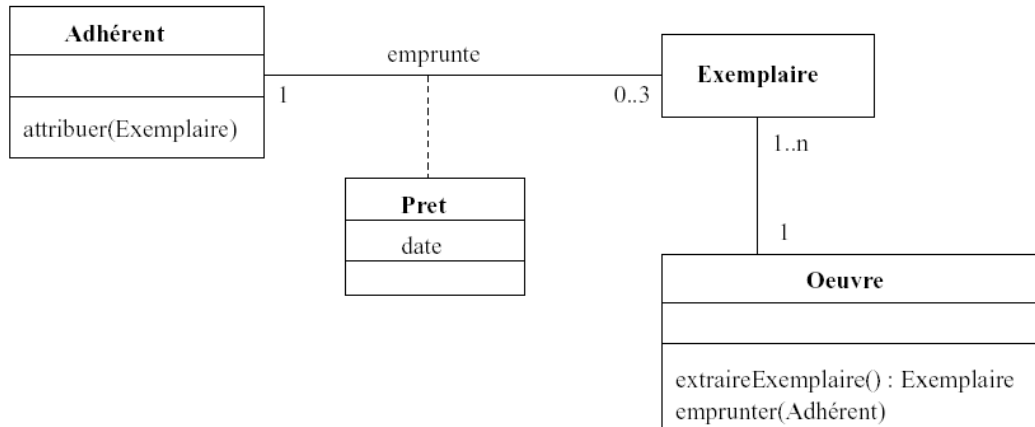 Adhérent
attribuer(Exemplaire)
emprunte
1
0..3
Exemplaire
1..n
1
Pret
date
Oeuvre
extraireExemplaire() : Exemplaire
emprunter(Adhérent)